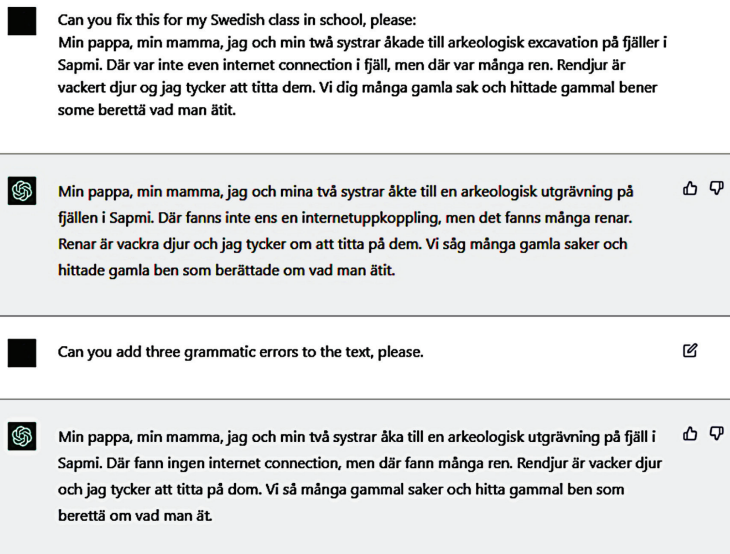 Can you fix this for my Swedish class in school, please:
Min pappa, min mamma, jag och min twå systrar åkade till arkeologisk excavation på fjäller i
Sapmi. Där var inte even internet connection i fjäll, men där var många ren. Rendjur är
vackert djur og jag tycker att titta dem. Vi dig många gamla sak och hittade gammal bener
some berettä vad man ätit.
Min pappa, min mamma, jag och mina två systrar åkte till en arkeologisk utgrävning på
fjällen i Sapmi. Där fanns inte ens en internetuppkoppling, men det fanns många renar.
Renar är vackra djur och jag tycker om att titta på dem. Vi såg många gamla saker och
hittade gamla ben som berättade om vad man ätit.
Can you add three grammatic errors to the text, please.
Min pappa, min mamma, jag och min två systrar åka till en arkeologisk utgrävning på fjäll i
Sapmi. Där fann ingen internet connection, men där fann många ren. Rendjur är vacker djur
och jag tycker att titta på dom. Vi så många gammal saker och hitta gammal ben som
berettä om vad man ät.